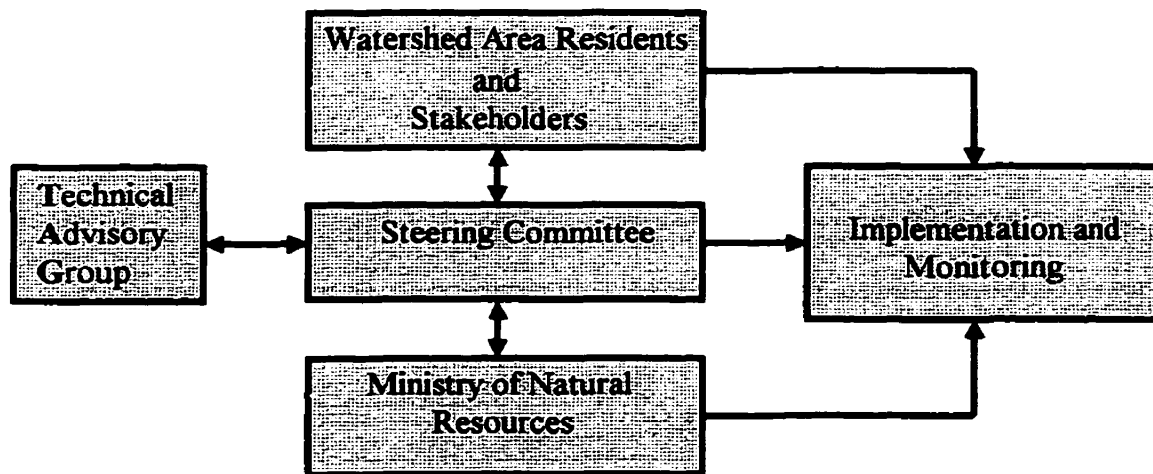 Watershed Area Residents
and
Stakeholders
Technical
Advisory
Group
Steering Committee
Implementation and
Monitoring
Ministry of Natural
Resources